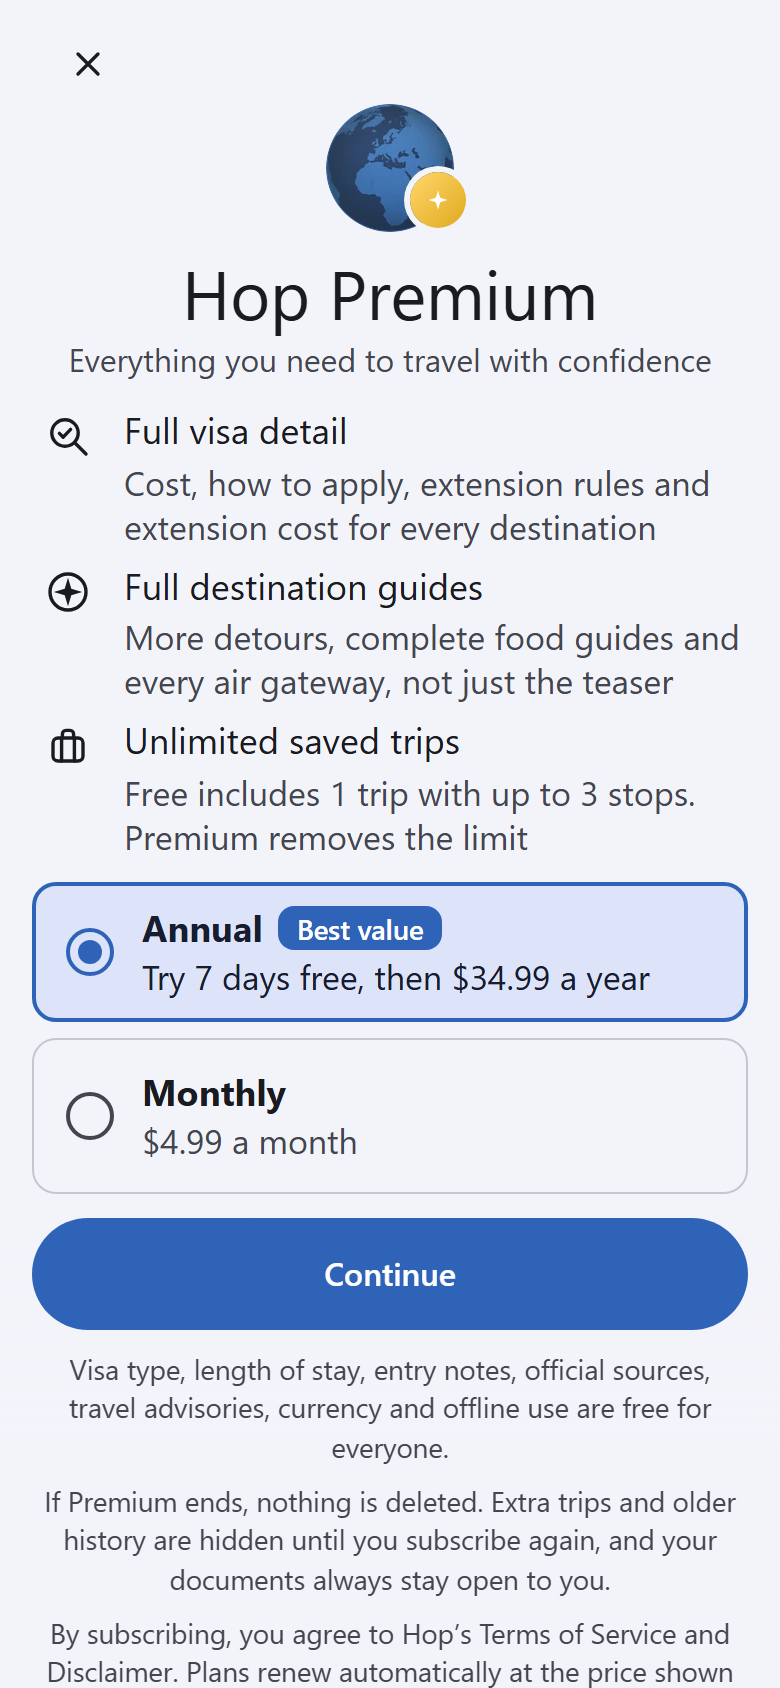 Hop Premium
Everything you need to travel with confidence
Full visa detail
Cost, how to apply, extension rules and
extension cost for every destination
Full destination guides
More detours, complete food guides and
every air gateway, not just the teaser
Unlimited saved trips
Free includes 1 trip with up to 3 stops.
Premium removes the limit
Annual Best value
Try 7 days free, then $34.99 a year
Monthly
$4.99 a month
Continue
Visa type, length of stay, entry notes, official sources,
travel advisories, currency and offline use are free for
everyone.
If Premium ends, nothing is deleted. Extra trips and older
history are hidden until you subscribe again, and your
documents always stay open to you.
By subscribing, you agree to Hop’s Terms of Service and
Disclaimer. Plans renew automatically at the price shown